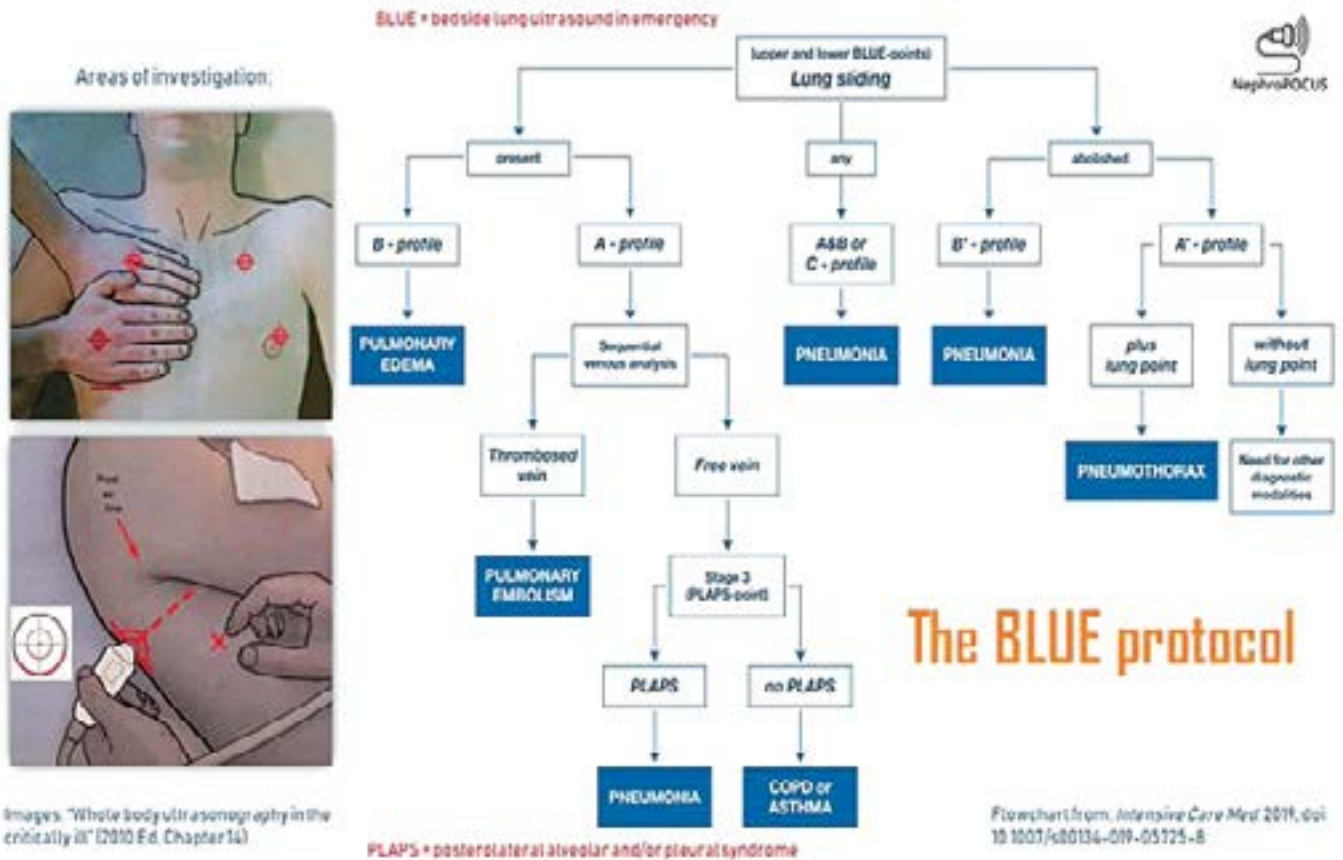 BLUE = bedside lung ultrasound in emergency
NephroPOCUS
Areas of investigation;
(upper and lower BLUE-points)
Lung sliding
present
any
abolished
B - profile
A - profile
A&B or
C - profile
B' - profile
A' - profile
PULMONARY
EDEMA
Sequential
venous analysis
PNEUMONIA
PNEUMONIA
plus
lung point
without
lung point
Thrombosed
vein
Free vein
PNEUMOTHORAX
Need for other
diagnostic
modalities
Post
ax
line
PULMONARY
EMBOLISM
Stage 3
(PLAPS-point)
The BLUE protocol
PLAPS
no PLAPS
PNEUMONIA
COPD or
ASTHMA
Images: "Whole body ultrasonography in the
critically ill" (2010 Ed. Chapter 14)
Flowchart from: Intensive Care Med 2019, doi
10.1007/s00134-019-05725-8
PLAPS = posterolateral alveolar and/or pleural syndrome